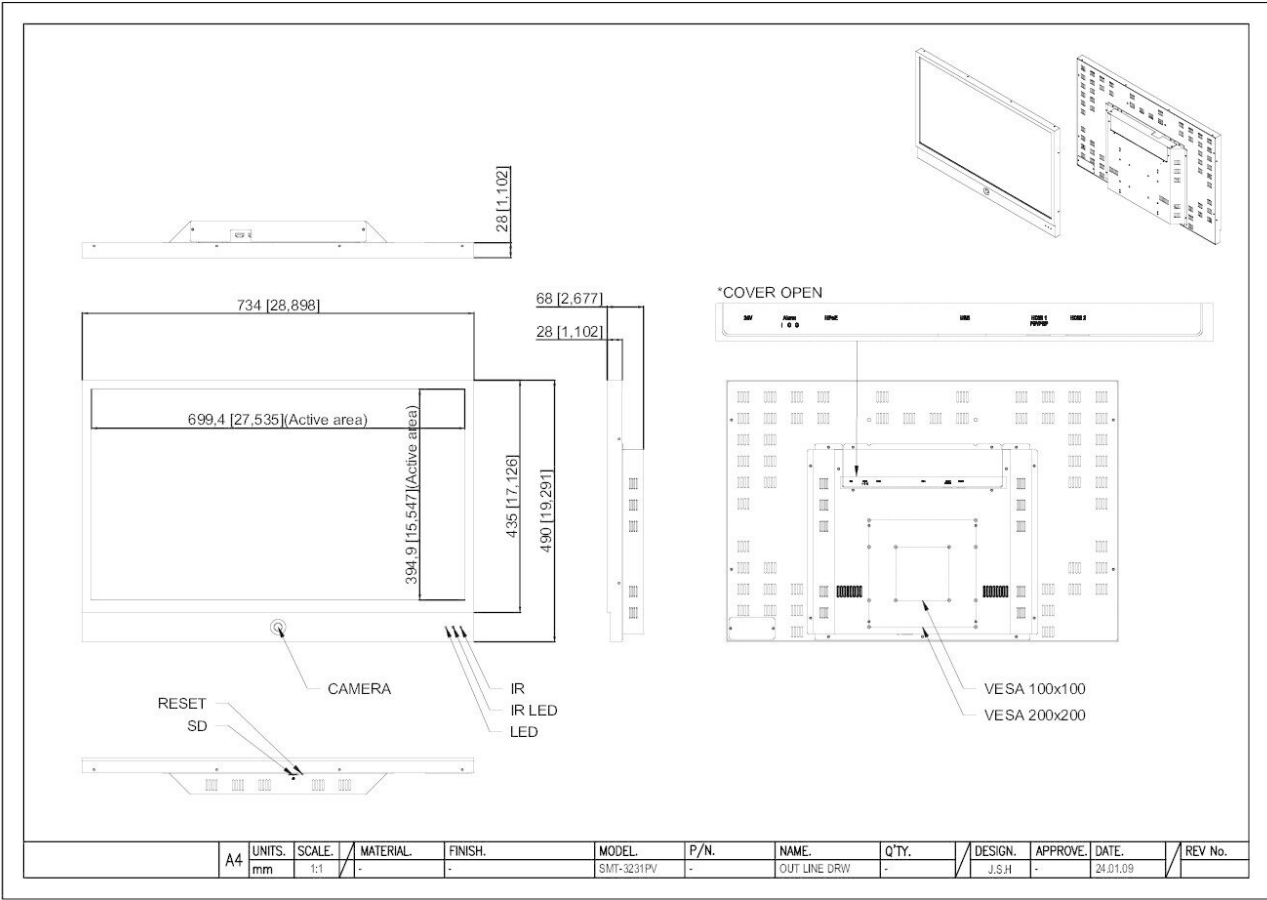 28 [1,102]
734 [28,898]
68 [2,677]
28 [1,102]
*COVER OPEN
24V
Alarm
I O G
HPoE
USB
HDMI 1
HDMI 2
699,4 [27,535](Active area)
394,9 [15,547](Active area)
435 [17,126]
490 [19,291]
CAMERA
IR
IR LED
LED
RESET
SD
VESA 100x100
VESA 200x200
A4
UNITS. SCALE. MATERIAL. FINISH. MODEL. P/N. NAME. Q'TY. DESIGN. APPROVE. DATE. REV No.
mm 1:1 - - SMT-3231PV - OUT LINE DRW - J.S.H - 24.01.09